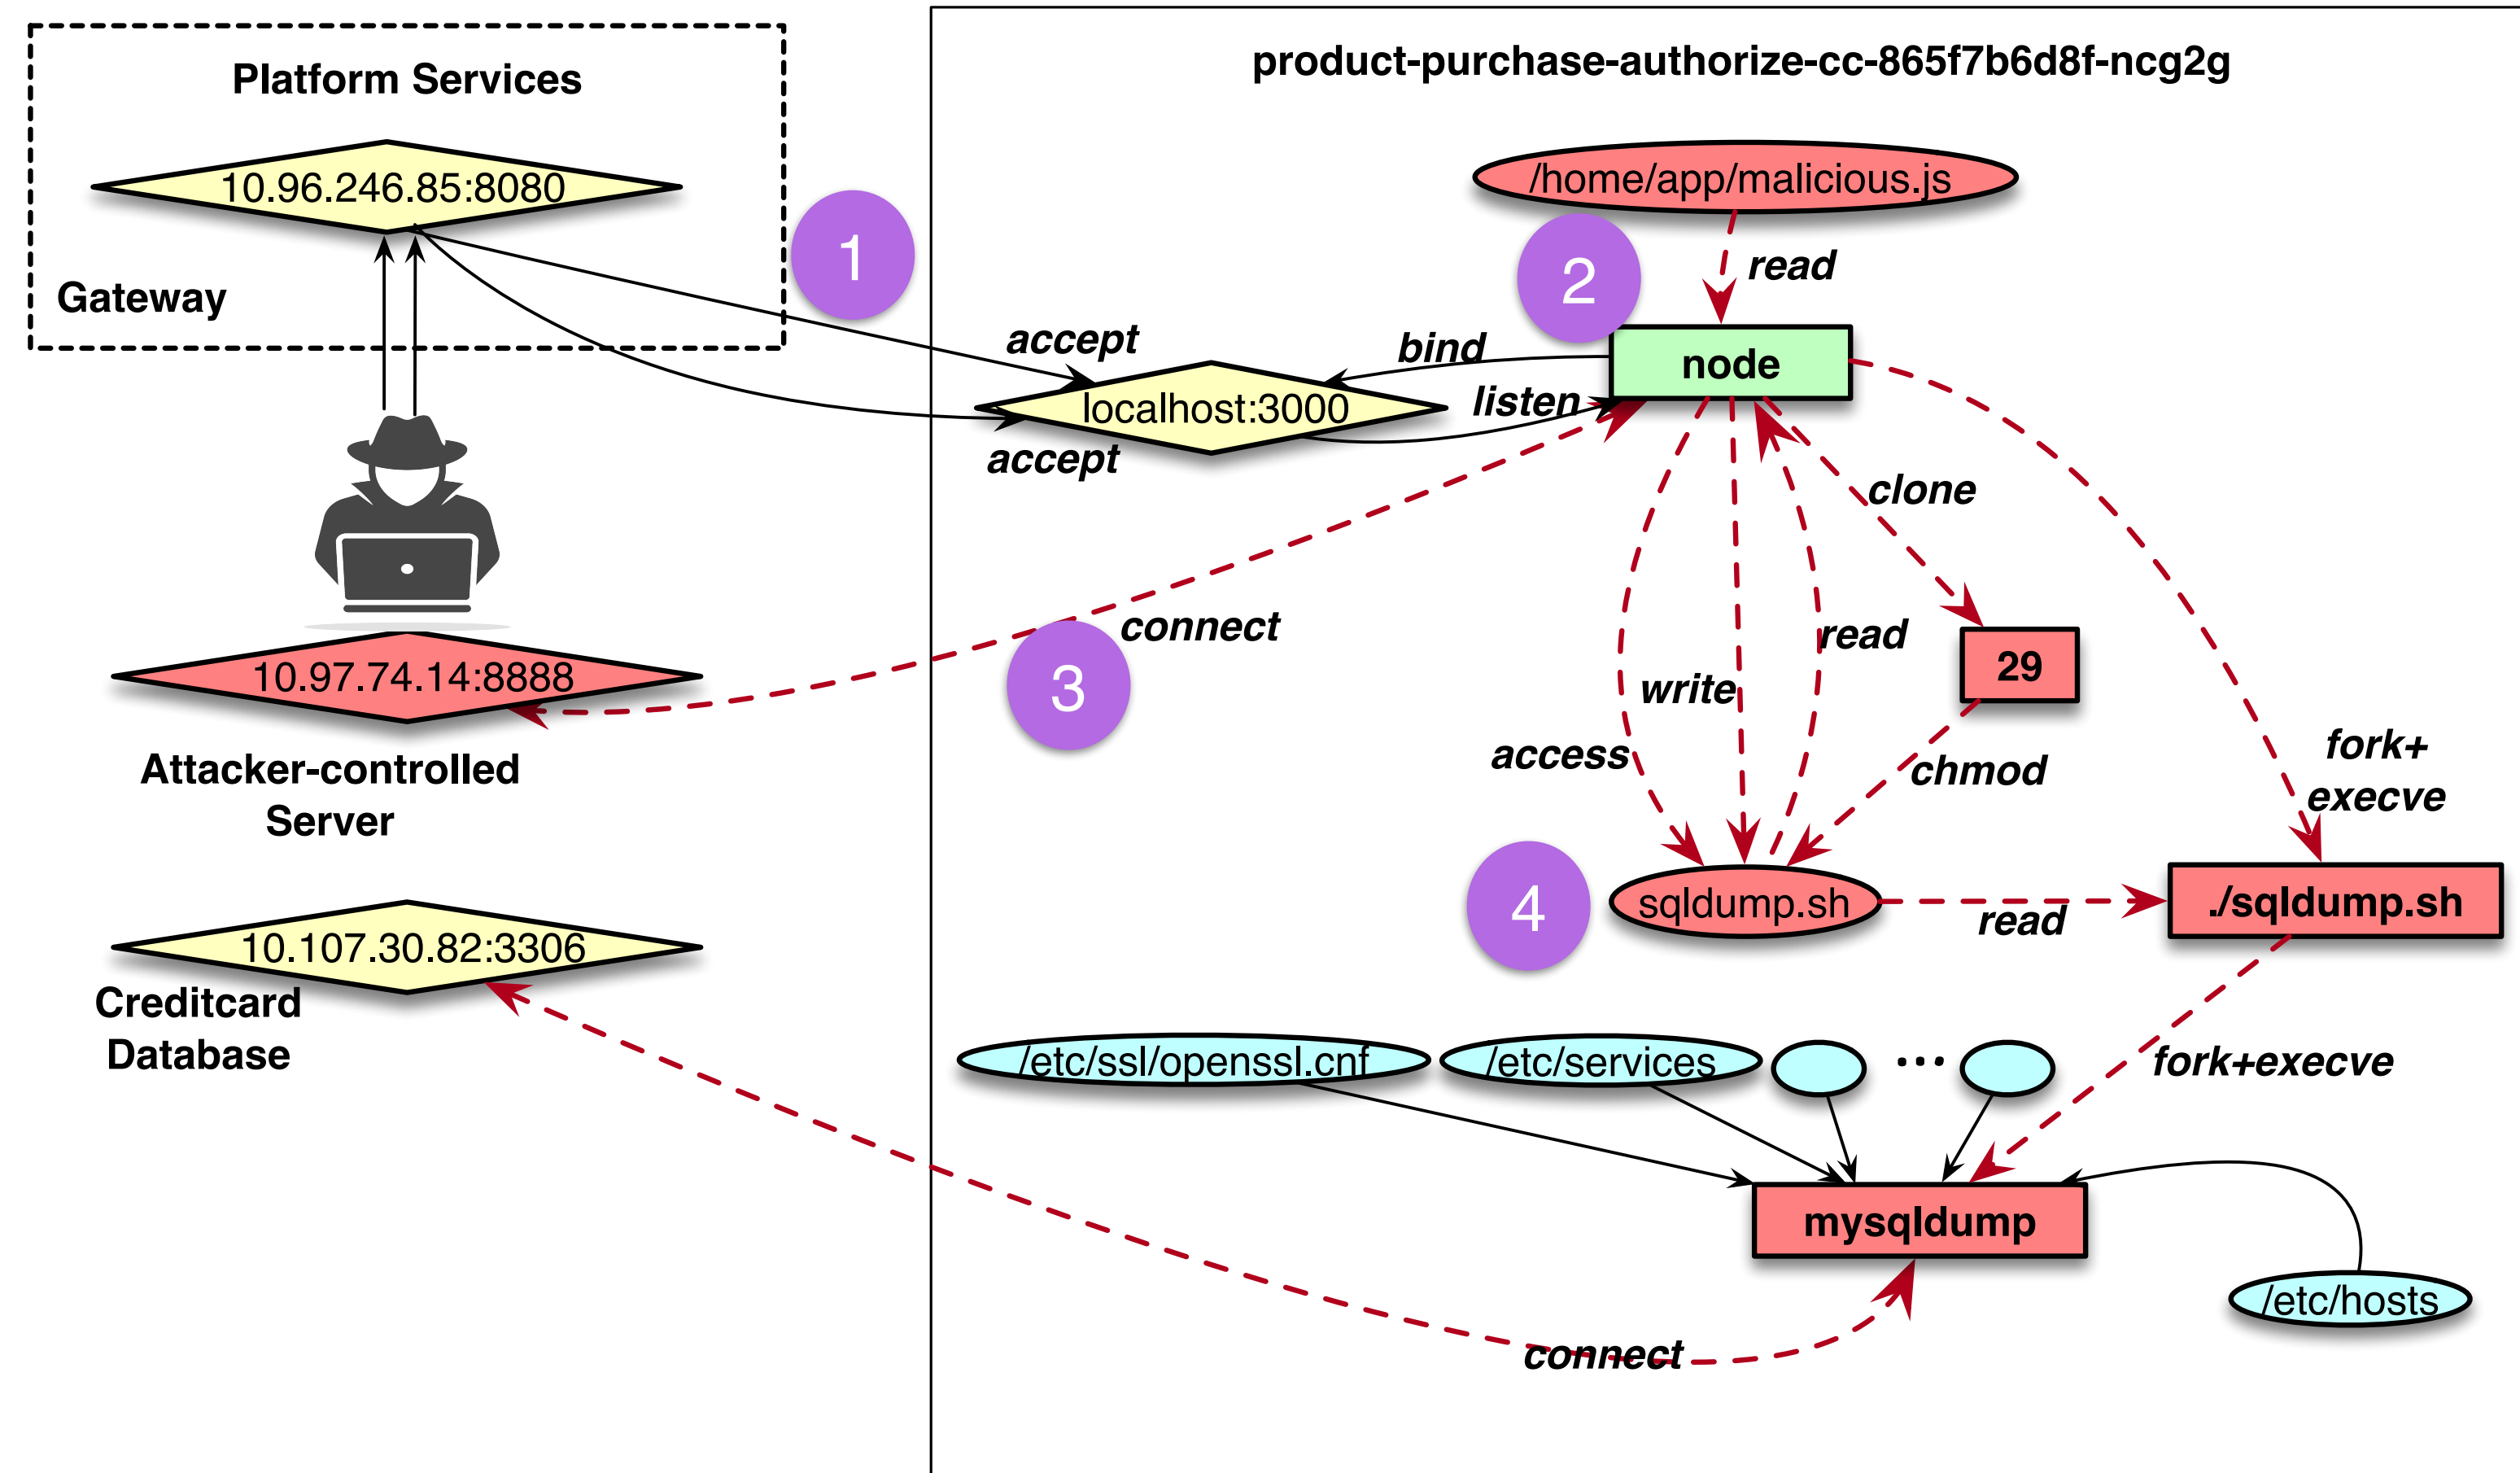 Platform Services
10.96.246.85:8080
Gateway
1
product-purchase-authorize-cc-865f7b6d8f-ncg2g
/home/app/malicious.js
2
read
accept
bind
node
localhost:3000
listen
accept
clone
connect
read
29
3
write
10.97.74.14:8888
Attacker-controlled
Server
access
chmod
fork+
execve
4
sqldump.sh
read
./sqldump.sh
10.107.30.82:3306
Creditcard
Database
/etc/ssl/openssl.cnf
/etc/services
...
fork+execve
mysqldump
/etc/hosts
connect